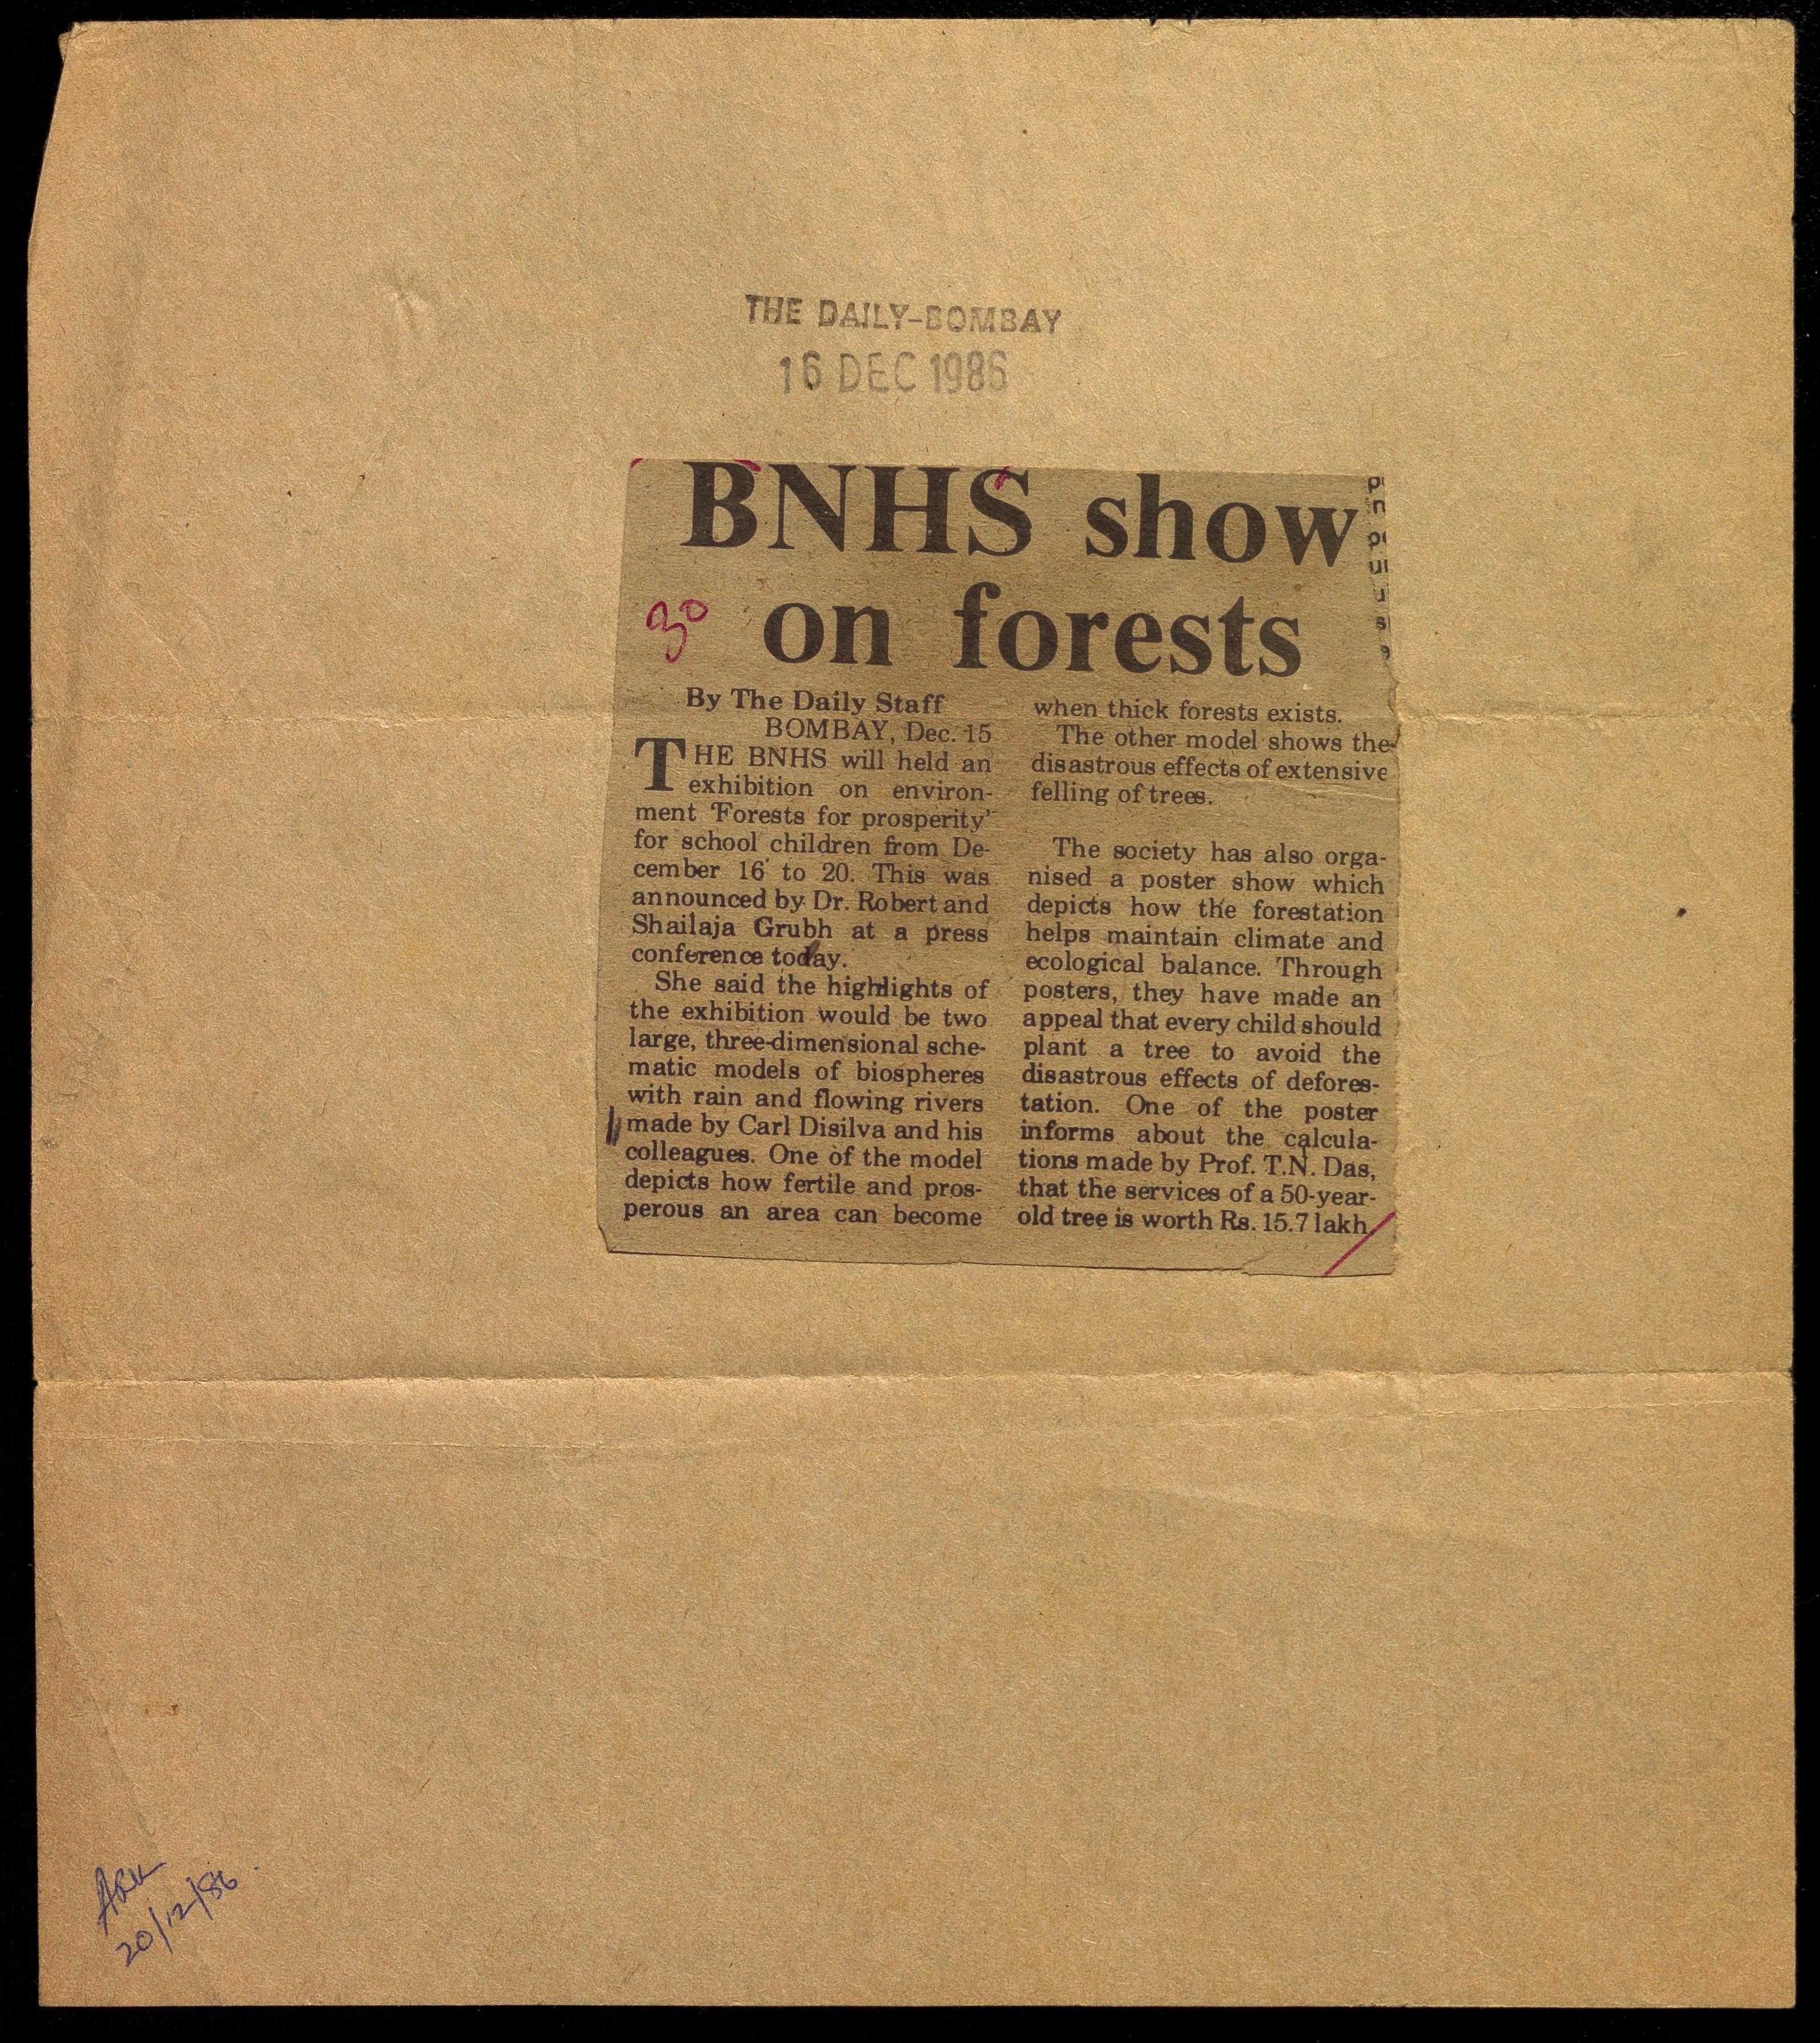 THE DAILY-BOMBAY
16 DEC 1986
BNHS show
on forests
30
By The Daily Staff
BOMBAY, Dec. 15
THE BNHS will held an
exhibition on environ-
ment 'Forests for prosperity'
for school children from De-
cember 16 to 20. This was
announced by Dr. Robert and
Shailaja Grubh at a press
conference today.
She said the highlights of
the exhibition would be two
large, three-dimensional sche-
matic models of biospheres
with rain and flowing rivers
made by Carl Disilva and his
colleagues. One of the model
depicts how fertile and pros-
perous an area can become
when thick forests exists.
The other model shows the
disastrous effects of extensive
felling of trees.
The society has also orga-
nised a poster show which
depicts how the forestation
helps maintain climate and
ecological balance. Through
posters, they have made an
appeal that every child should
plant a tree to avoid the
disastrous effects of defores-
tation. One of the poster
informs about the calcula-
tions made by Prof. T.N. Das,
that the services of a 50-year-
old tree is worth Rs. 15.7 lakh
20/12/86